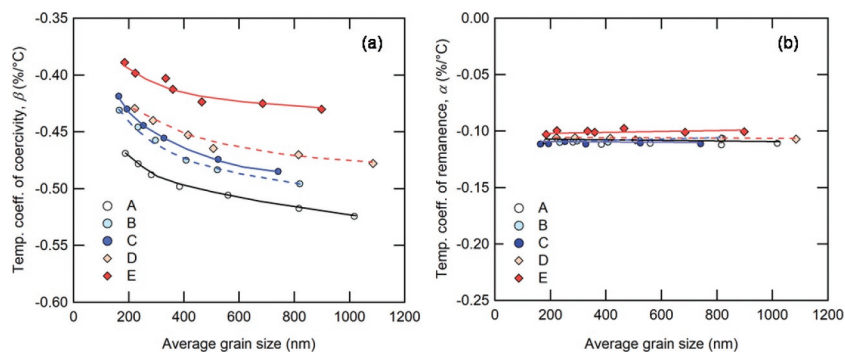 (a)
Temp. coeff. of coercivity, β (%/°C)
-0.35
-0.40
-0.45
-0.50
-0.55
-0.60
A
B
C
D
E
0 200 400 600 800 1000 1200
Average grain size (nm)
(b)
Temp. coeff. of remanence, α (%/°C)
0.00
-0.05
-0.10
-0.15
-0.20
-0.25
A
B
C
D
E
0 200 400 600 800 1000 1200
Average grain size (nm)